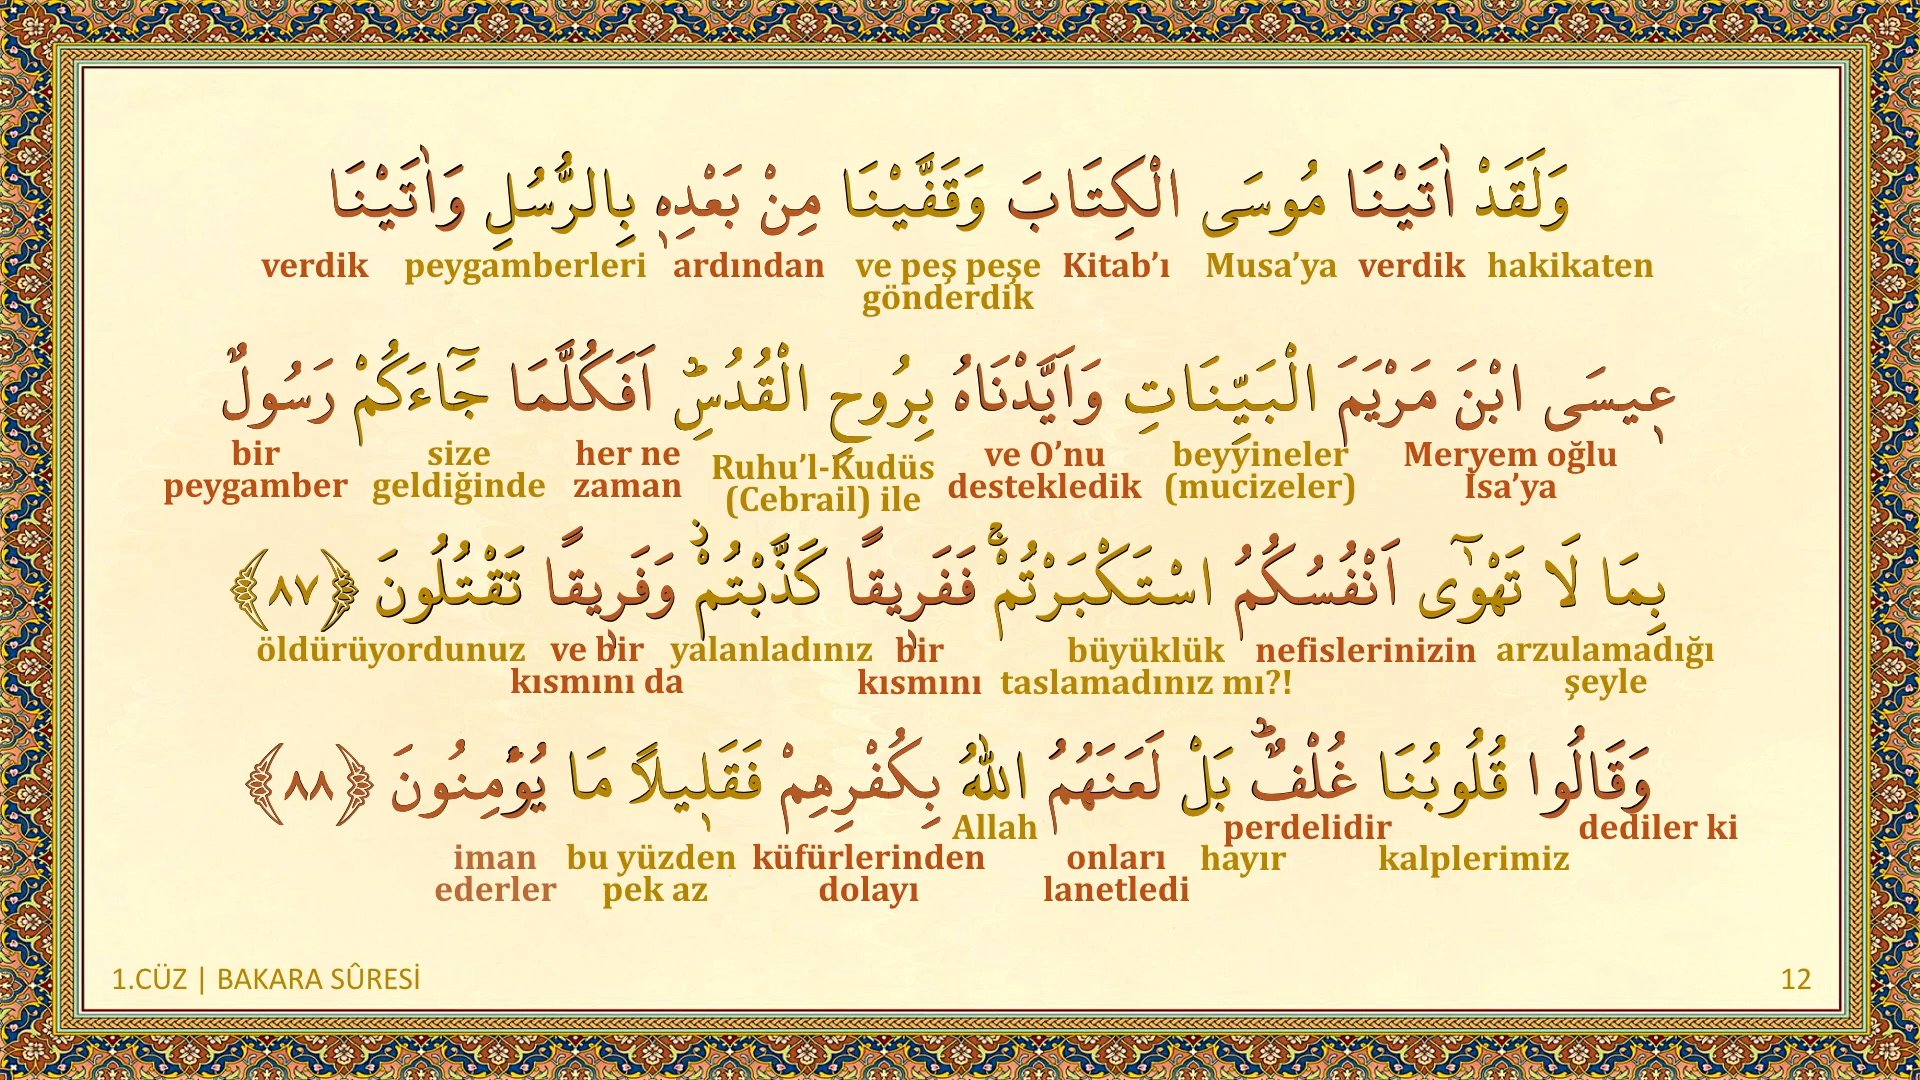 وَلَقَدْ اٰتَيْنَا مُوسَى الْكِتَابَ وَقَفَّيْنَا مِنْ بَعْدِه۪ بِالرُّسُلِ وَاٰتَيْنَا
hakikaten verdik Musa’ya Kitab’ı ve peş peşe gönderdik ardından peygamberleri verdik
ع۪يسَى ابْنَ مَرْيَمَ الْبَيِّنَاتِ وَاَيَّدْنَاهُ بِرُوحِ الْقُدُسِۜ اَفَكُلَّمَا جَٓاءَكُمْ رَسُولٌ
Meryem oğlu İsa’ya beyyineler (mucizeler) ve O’nu destekledik Ruhu’l-Kudüs (Cebrail) ile her ne zaman size geldiğinde bir peygamber
بِمَا لَا تَهْوٰٓى اَنْفُسُكُمُ اسْتَكْبَرْتُمْۚ فَفَر۪يقًا كَذَّبْتُمْۘ وَفَر۪يقًا تَقْتُلُونَ ﴿٨٧﴾
arzulamadığı şeyle nefislerinizin büyüklük taslamadınız mı?! bir kısmını yalanladınız ve bir kısmını da öldürüyordunuz
وَقَالُوا قُلُوبُنَا غُلْفٌۜ بَلْ لَعَنَهُمُ اللّٰهُ بِكُفْرِهِمْ فَقَل۪يلًا مَا يُؤْمِنُونَ ﴿٨٨﴾
dediler ki kalplerimiz perdelidir hayır onları lanetledi Allah küfürlerinden dolayı bu yüzden pek az iman ederler
1.CÜZ | BAKARA SÛRESİ
12